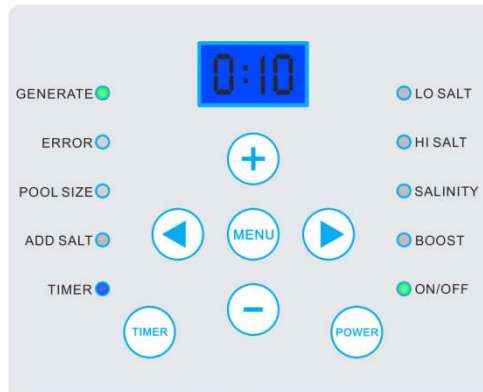 0:10
GENERATE
LO SALT
ERROR
HI SALT
POOL SIZE
SALINITY
ADD SALT
MENU
BOOST
TIMER
ON/OFF
TIMER
POWER